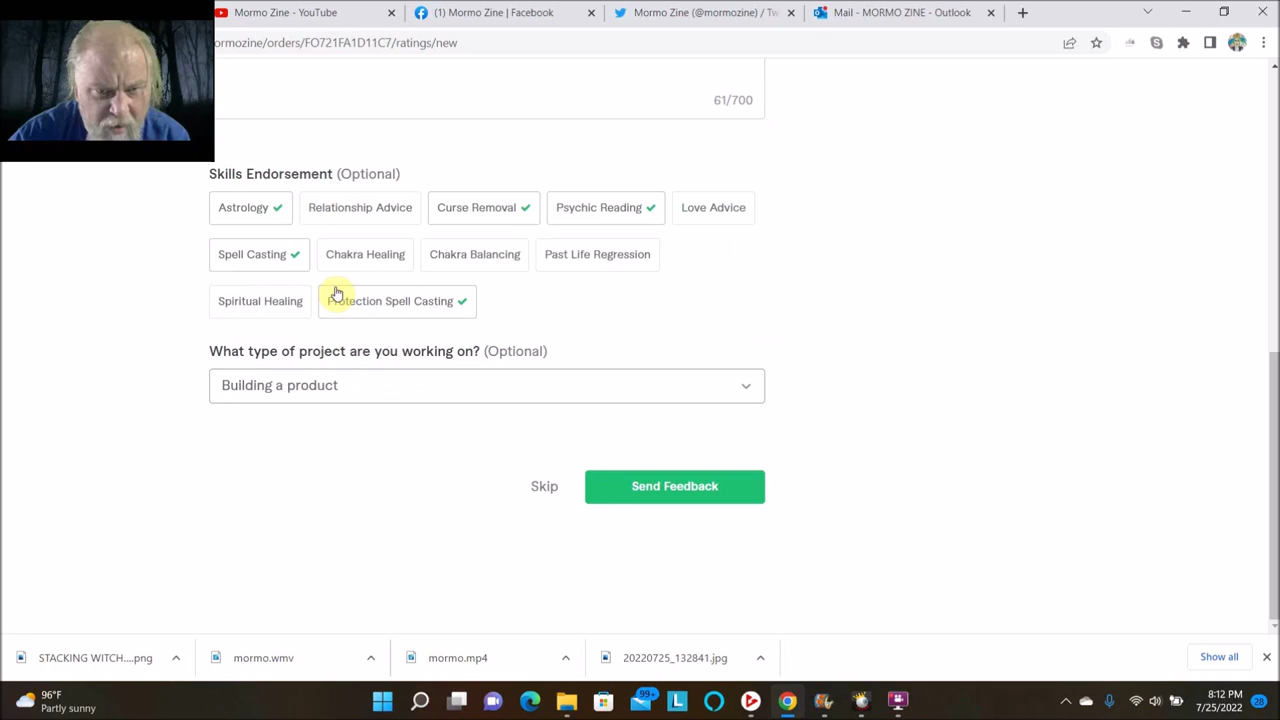 Mormo Zine - YouTube
(1) Mormo Zine | Facebook
Mormo Zine (@mormozine) / Tw
Mail - MORMO ZINE - Outlook
ormozine/orders/FO721FA1D11C7/ratings/new
61/700
Skills Endorsement (Optional)
Astrology Relationship Advice Curse Removal Psychic Reading Love Advice
Spell Casting Chakra Healing Chakra Balancing Past Life Regression
Spiritual Healing Protection Spell Casting
What type of project are you working on? (Optional)
Building a product
Skip Send Feedback
STACKING WITCH....png mormo.wmv mormo.mp4 20220725_132841.jpg Show all
96°F
Partly sunny
99+
8:12 PM
7/25/2022
28